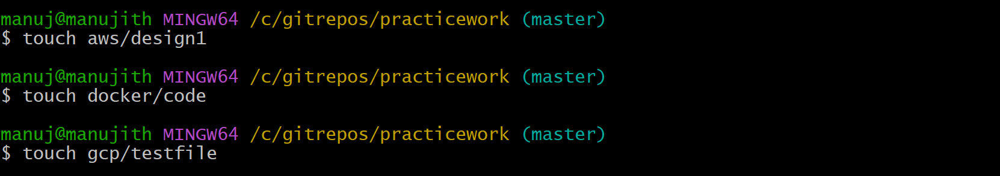 manuj@manujith MINGW64 /c/gitrepos/practicework (master)
$ touch aws/design1
manuj@manujith MINGW64 /c/gitrepos/practicework (master)
$ touch docker/code
manuj@manujith MINGW64 /c/gitrepos/practicework (master)
$ touch gcp/testfile